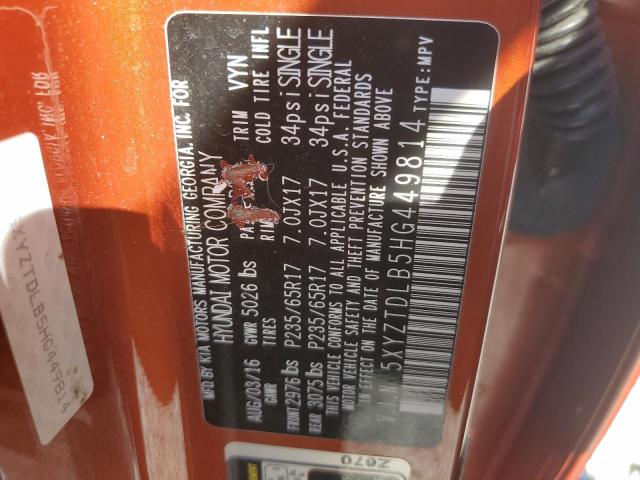 MFD. BY KIA MOTORS MANUFACTURING GEORGIA, INC. FOR
HYUNDAI MOTOR COMPANY
AUG/03/16 GVWR 5026 lbs TRIM VYN
GAWR TIRES RIM COLD TIRE INFL
FRONT 2976 lbs P235/65R17 7.0JX17 34psi SINGLE
REAR 3075 lbs P235/65R17 7.0JX17 34psi SINGLE
THIS VEHICLE CONFORMS TO ALL APPLICABLE U.S.A. FEDERAL
MOTOR VEHICLE SAFETY AND THEFT PREVENTION STANDARDS
IN EFFECT ON THE DATE OF MANUFACTURE SHOWN ABOVE
5XYZTDLB5HG449814 TYPE:MPV
XYZTDLB5HG449814
Z670